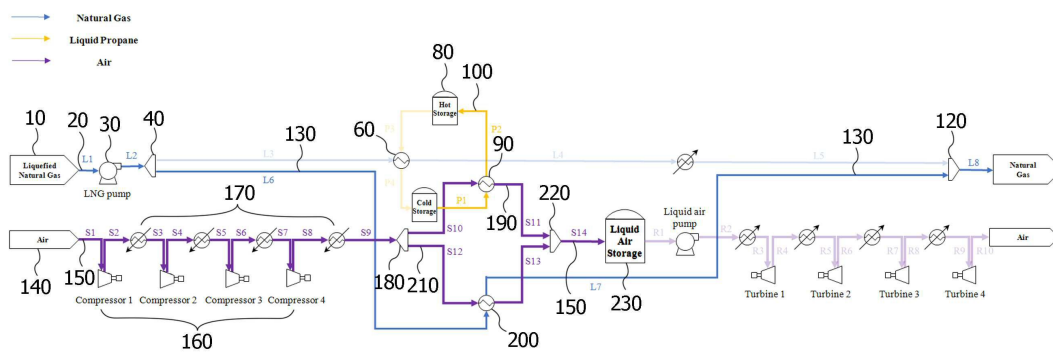 Natural Gas
Liquid Propane
Air
80
100
10
20
30
40
130
60
Hot
Storage
P3
P2
90
130
120
L1
L2
L3
L4
L5
L8
Liquefied
Natural Gas
LNG pump
L6
Natural
Gas
P4
Cold
Storage
P1
170
S10
190
S11
220
Liquid air
pump
Air
S1
S2
S3
S4
S5
S6
S7
S8
S9
S12
S13
S14
Liquid
Air
Storage
R1
R2
R3
R4
R5
R6
R7
R8
R9
R10
Air
140
150
180
210
L7
150
230
Compressor 1
Compressor 2
Compressor 3
Compressor 4
Turbine 1
Turbine 2
Turbine 3
Turbine 4
160
200